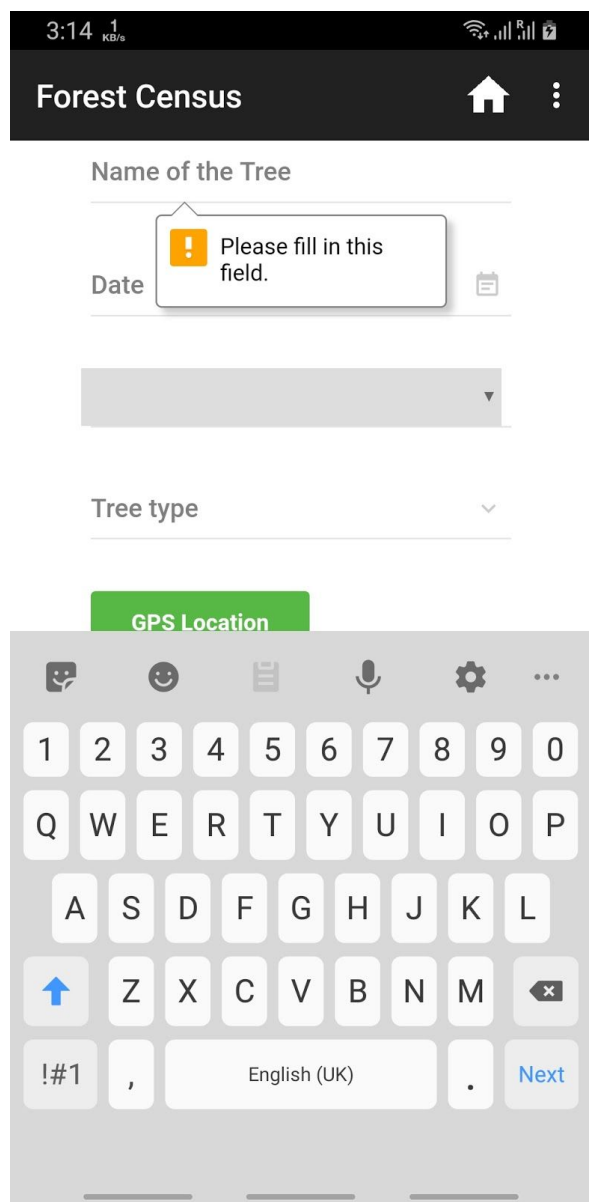 3:14 1 KB/s R
Forest Census
Name of the Tree
Please fill in this
field.
Date
Tree type
GPS Location
1 2 3 4 5 6 7 8 9 0
Q W E R T Y U I O P
A S D F G H J K L
Z X C V B N M
!#1 , English (UK) . Next